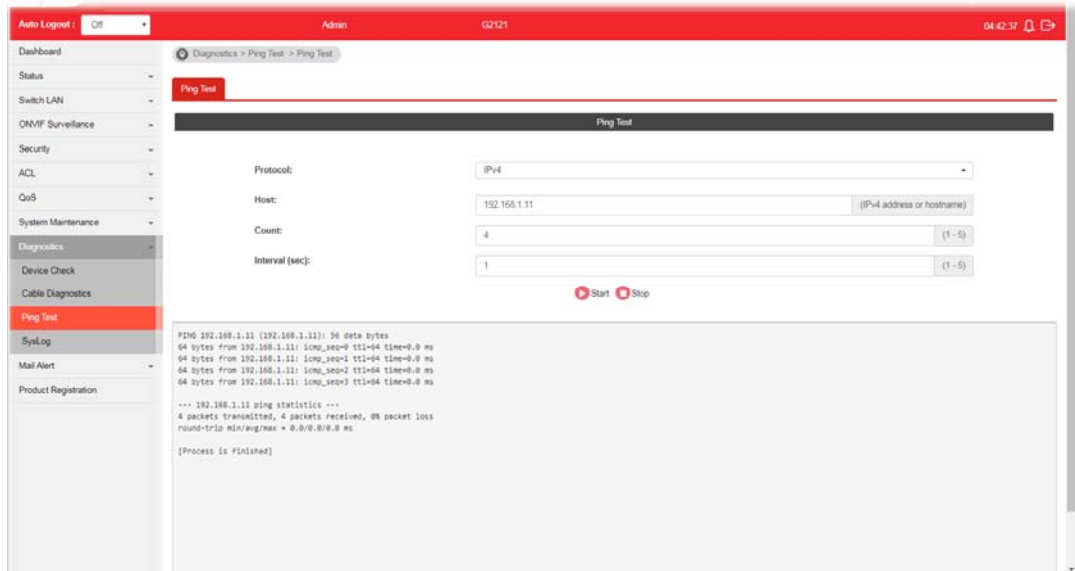 Auto Logout : Off Admin G2121 04:42:37
Dashboard
Status
Switch LAN
ONVIF Surveillance
Security
ACL
QoS
System Maintenance
Diagnostics
Device Check
Cable Diagnostics
Ping Test
SysLog
Mail Alert
Product Registration
Diagnostics > Ping Test > Ping Test
Ping Test
Ping Test
Protocol: IPv4
Host: 192.168.1.11 (IPv4 address or hostname)
Count: 4 (1 - 5)
Interval (sec): 1 (1 - 5)
Start Stop
PING 192.168.1.11 (192.168.1.11): 56 data bytes
64 bytes from 192.168.1.11: icmp_seq=0 ttl=64 time=0.0 ms
64 bytes from 192.168.1.11: icmp_seq=1 ttl=64 time=0.0 ms
64 bytes from 192.168.1.11: icmp_seq=2 ttl=64 time=0.0 ms
64 bytes from 192.168.1.11: icmp_seq=3 ttl=64 time=0.0 ms
--- 192.168.1.11 ping statistics ---
4 packets transmitted, 4 packets received, 0% packet loss
round-trip min/avg/max = 0.0/0.0/0.0 ms
[Process is finished]